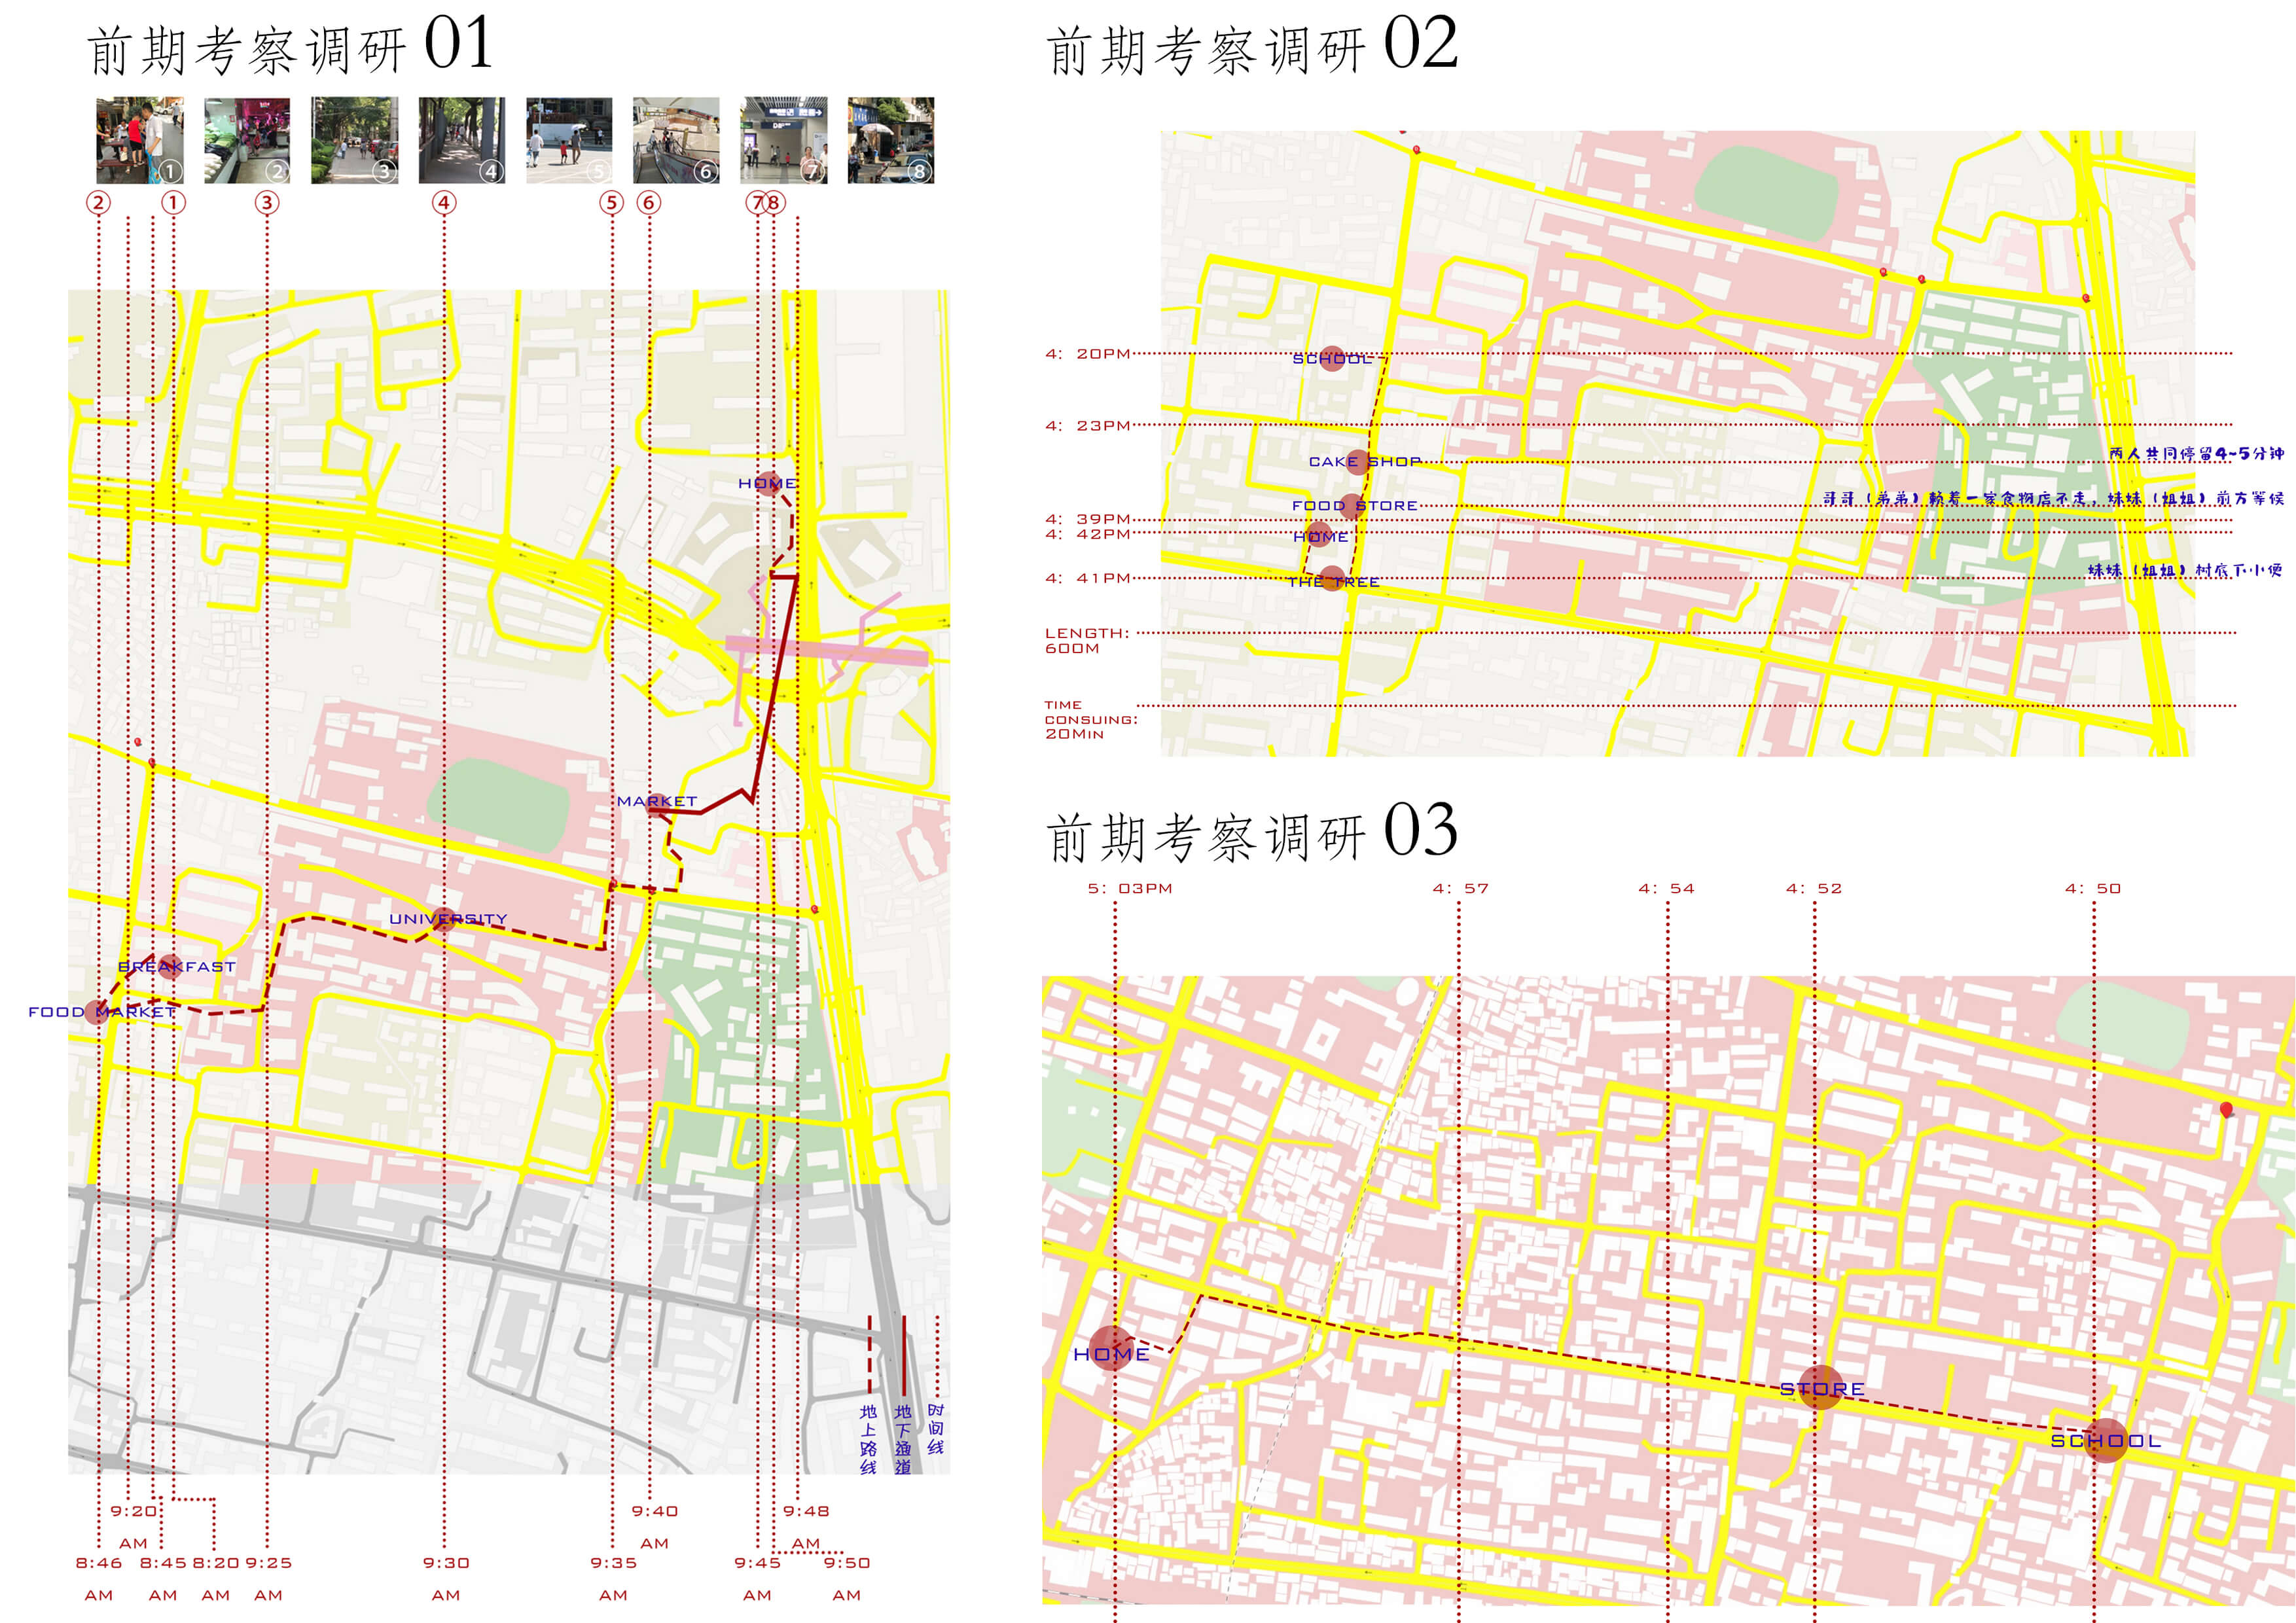 前期考察调研 01
① ② ③ ④ ⑤ ⑥ ⑦ ⑧
② ① ③ ④ ⑤ ⑥ ⑦ ⑧
HOME
MARKET
UNIVERSITY
BREAKFAST
FOOD MARKET
地上路线
地下通道
时间线
9:20 AM
9:40 AM
9:48 AM
8:46 AM
8:45 AM
8:20 AM
9:25 AM
9:30 AM
9:35 AM
9:45 AM
9:50 AM
前期考察调研 02
4: 20PM
SCHOOL
4: 23PM
CAKE SHOP
两人共同停留4~5分钟
FOOD STORE
哥哥（弟弟）赖着一家食物店不走，妹妹（姐姐）前方等候
4: 39PM
4: 42PM
HOME
4: 41PM
THE TREE
妹妹（姐姐）树底下小便
LENGTH:
600M
TIME
CONSUING:
20MIN
前期考察调研 03
5: 03PM
4: 57
4: 54
4: 52
4: 50
HOME
STORE
SCHOOL